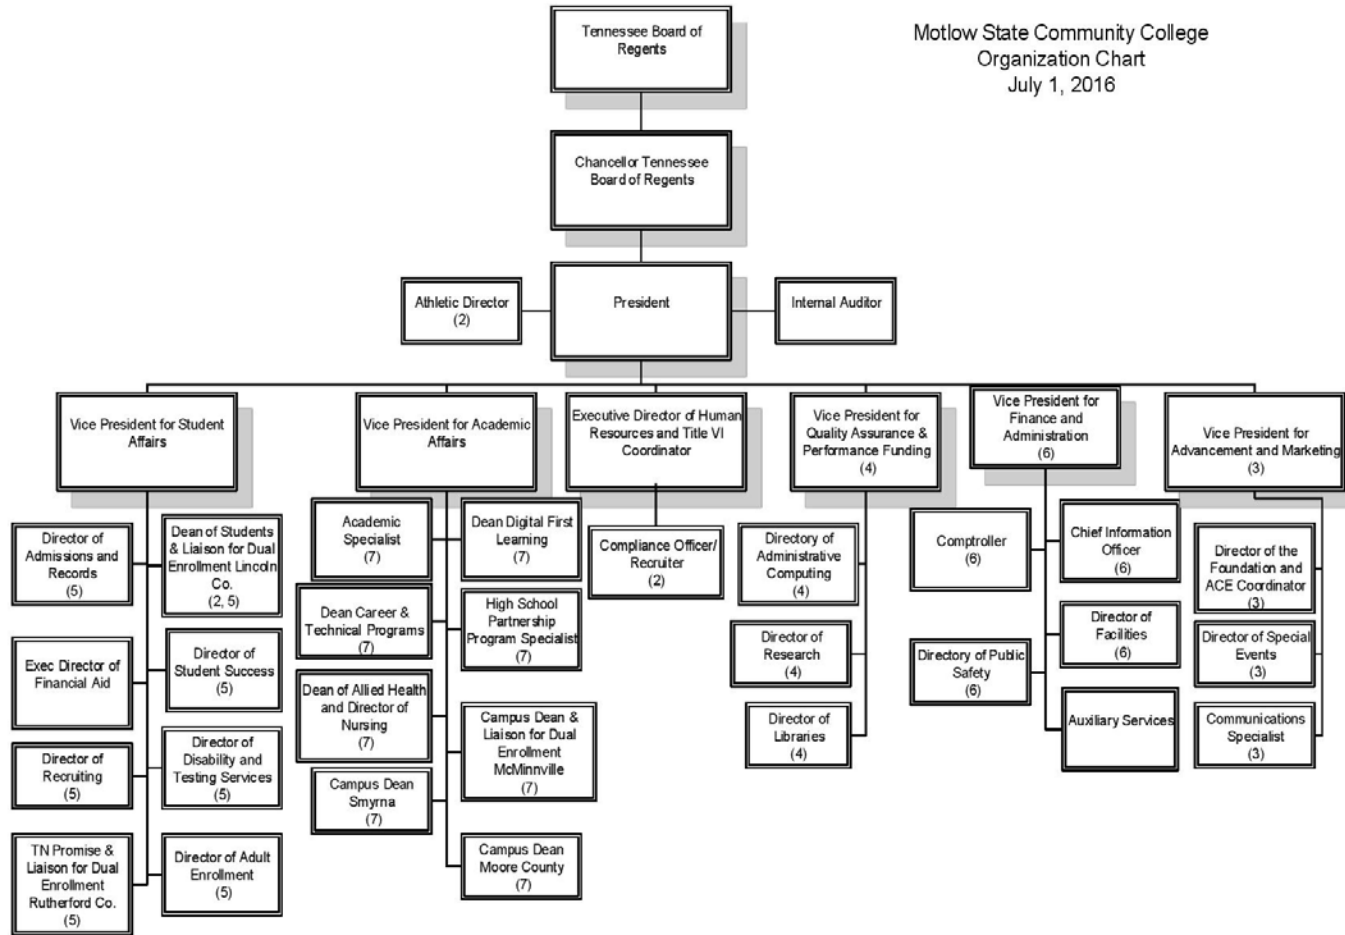 Motlow State Community College
Organization Chart
July 1, 2016
Tennessee Board of
Regents
Chancellor Tennessee
Board of Regents
Athletic Director
(2)
President
Internal Auditor
Vice President for Student
Affairs
Vice President for Academic
Affairs
Executive Director of Human
Resources and Title VI
Coordinator
Vice President for
Quality Assurance &
Performance Funding
(4)
Vice President for
Finance and
Administration
(6)
Vice President for
Advancement and Marketing
(3)
Director of
Admissions and
Records
(5)
Dean of Students
& Liaison for Dual
Enrollment Lincoln
Co.
(2, 5)
Exec Director of
Financial Aid
Director of
Student Success
(5)
Director of
Recruiting
(5)
Director of
Disability and
Testing Services
(5)
TN Promise &
Liaison for Dual
Enrollment
Rutherford Co.
(5)
Director of Adult
Enrollment
(5)
Academic
Specialist
(7)
Dean Digital First
Learning
(7)
Dean Career &
Technical Programs
(7)
High School
Partnership
Program Specialist
(7)
Dean of Allied Health
and Director of
Nursing
(7)
Campus Dean &
Liaison for Dual
Enrollment
McMinnville
(7)
Campus Dean
Smyrna
(7)
Campus Dean
Moore County
(7)
Compliance Officer/
Recruiter
(2)
Directory of
Administrative
Computing
(4)
Director of
Research
(4)
Director of
Libraries
(4)
Comptroller
(6)
Chief Information
Officer
(6)
Directory of Public
Safety
(6)
Director of
Facilities
(6)
Auxiliary Services
Director of the
Foundation and
ACE Coordinator
(3)
Director of Special
Events
(3)
Communications
Specialist
(3)